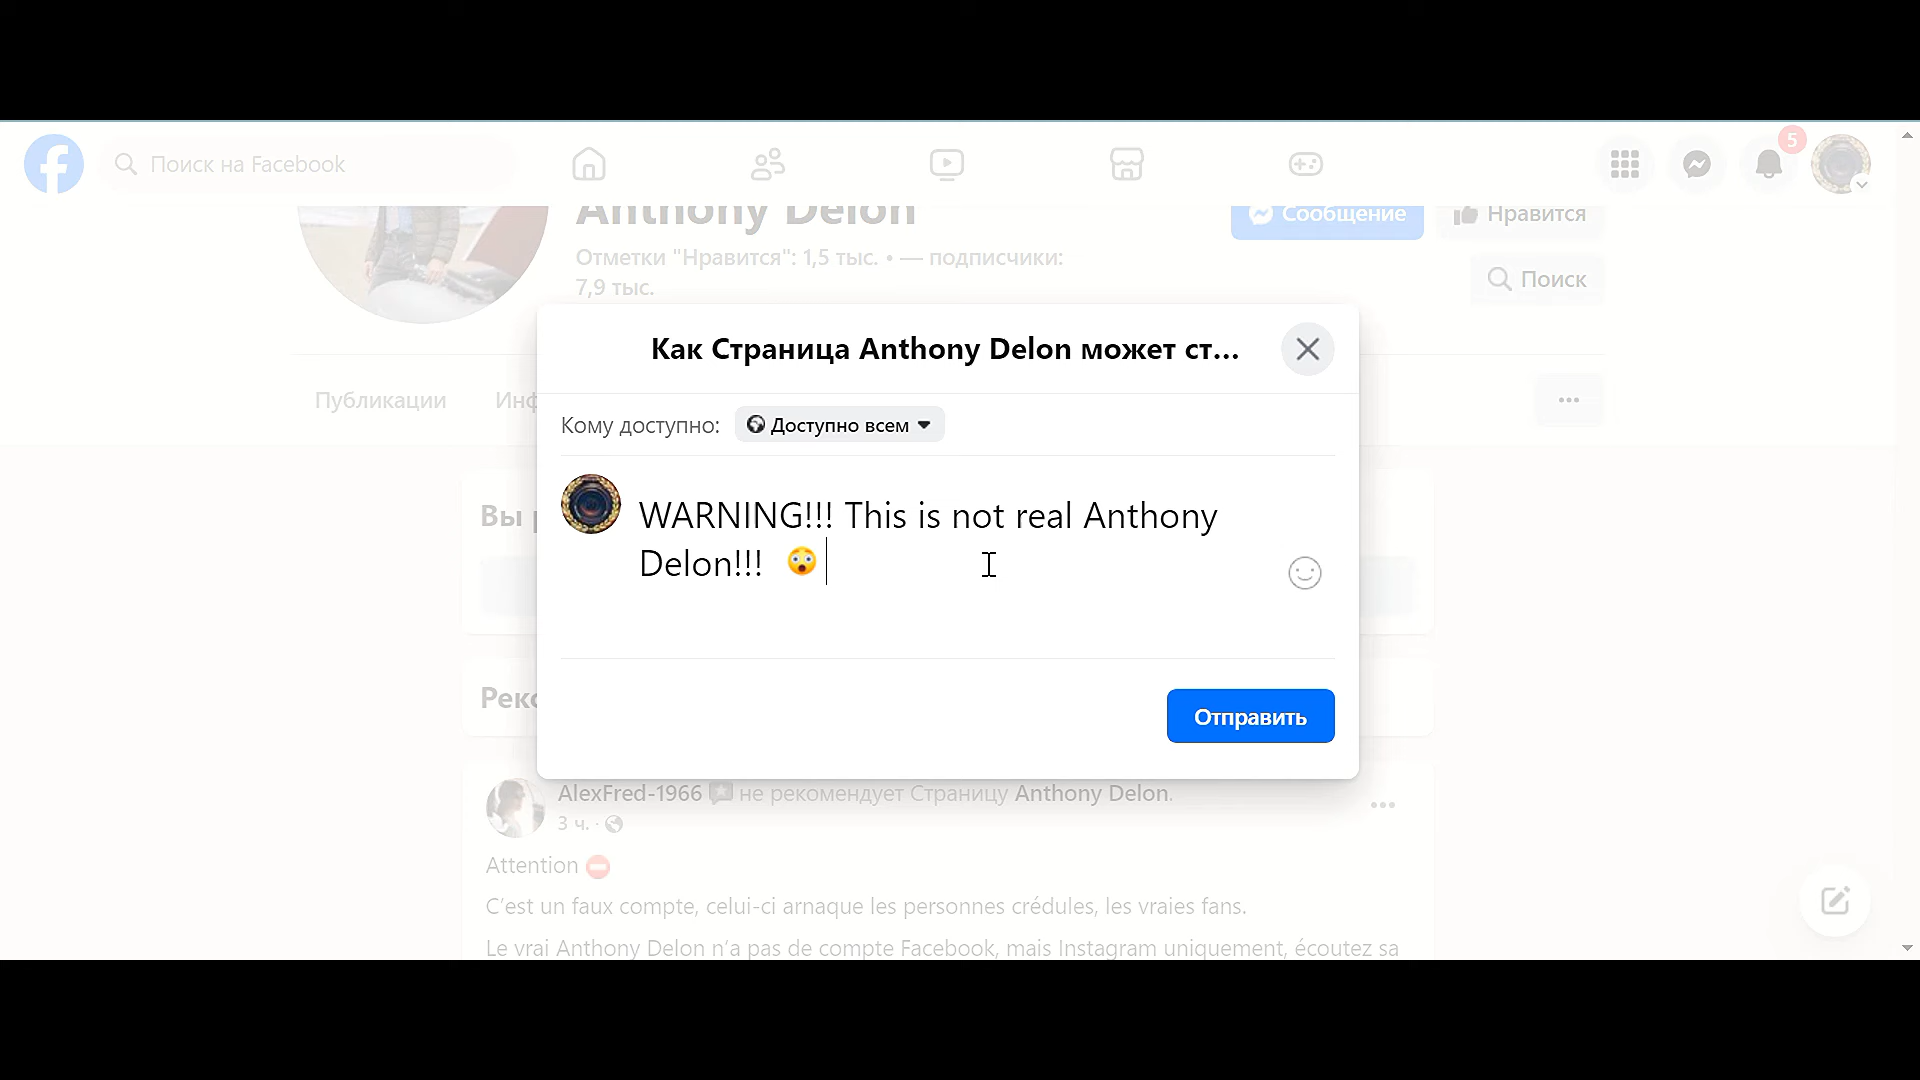 Поиск на Facebook
5
Anthony Delon
Сообщение
Нравится
Отметки "Нравится": 1,5 тыс. • — подписчики:
7,9 тыс.
Поиск
Как Страница Anthony Delon может ст...
Публикации
Инф
Кому доступно:
Доступно всем
WARNING!!! This is not real Anthony
Delon!!! 😲
Вы
Отправить
AlexFred-1966 не рекомендует Страницу Anthony Delon.
3 ч. ·
Attention ⛔
C'est un faux compte, celui-ci arnaque les personnes crédules, les vraies fans.
Le vrai Anthony Delon n'a pas de compte Facebook, mais Instagram uniquement, écoutez sa